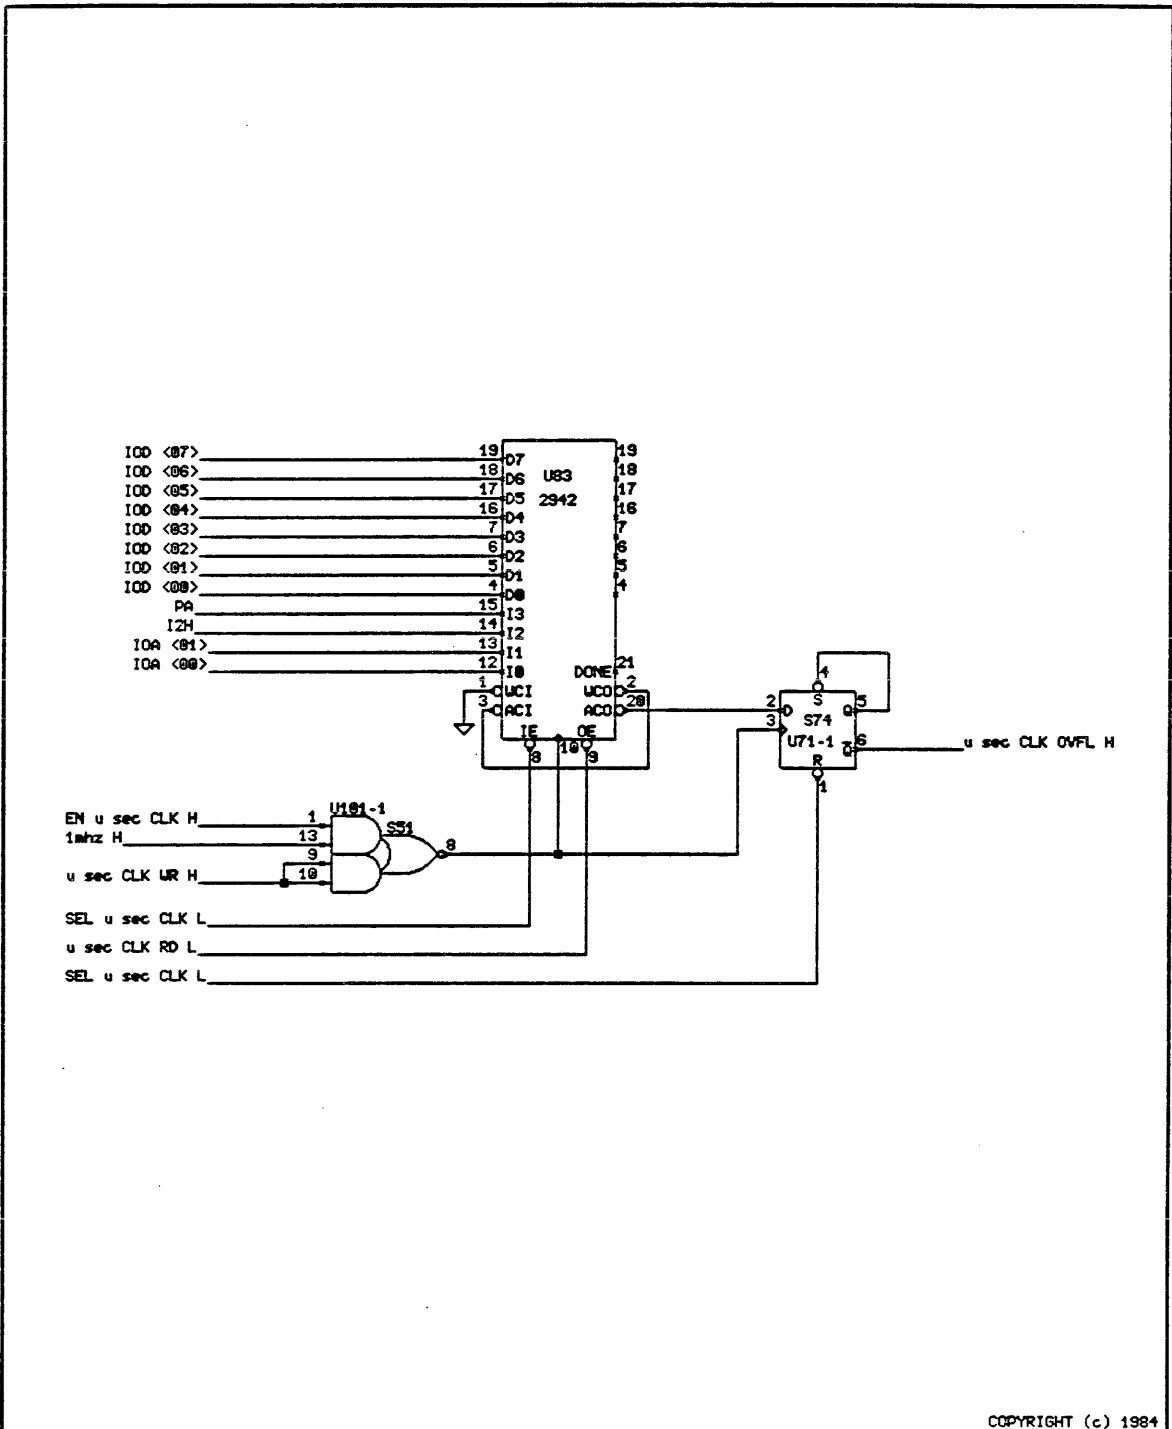 IOD <07> 19 D7 19
IOD <06> 18 D6 U83 18
IOD <05> 17 D5 2942 17
IOD <04> 16 D4 16
IOD <03> 7 D3 7
IOD <02> 6 D2 6
IOD <01> 5 D1 5
IOD <00> 4 D0 4
PA 15 I3
I2H 14 I2
IOA <01> 13 I1
IOA <00> 12 I0 DONE 21
1 WCI WCO 2
3 ACI ACO 20
IE OE
8 10 9
4
S
2 D Q 5
S74
3 U71-1 Q 6 u sec CLK OVFL H
R
1
U101-1
EN u sec CLK H 1 S51
1mhz H 13 8
9
u sec CLK WR H 10
SEL u sec CLK L
u sec CLK RD L
SEL u sec CLK L
COPYRIGHT (c) 1984